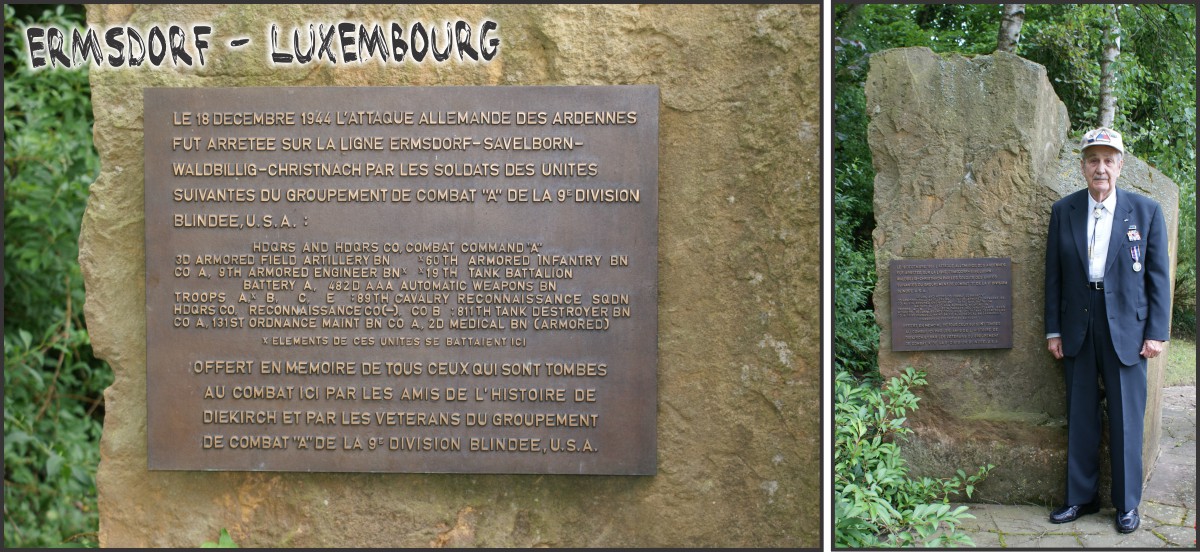 ERMSDORF - LUXEMBOURG
LE 18 DECEMBRE 1944 L'ATTAQUE ALLEMANDE DES ARDENNES
FUT ARRETEE SUR LA LIGNE ERMSDORF-SAVELBORN-
WALDBILLIG-CHRISTNACH PAR LES SOLDATS DES UNITES
SUIVANTES DU GROUPEMENT DE COMBAT "A" DE LA 9E DIVISION
BLINDEE, U.S.A. :
HDQRS AND HDQRS CO, COMBAT COMMAND "A"
3D ARMORED FIELD ARTILLERY BN x60TH ARMORED INFANTRY BN
CO A, 9TH ARMORED ENGINEER BNx x19TH TANK BATTALION
BATTERY A, 482D AAA AUTOMATIC WEAPONS BN
TROOPS A,x B, C, E x89TH CAVALRY RECONNAISSANCE SQDN
HDQRS CO, RECONNAISSANCE CO(-), CO B x811TH TANK DESTROYER BN
CO A, 131ST ORDNANCE MAINT BN CO A, 2D MEDICAL BN (ARMORED)
x ELEMENTS DE CES UNITES SE BATTAIENT ICI
OFFERT EN MEMOIRE DE TOUS CEUX QUI SONT TOMBES
AU COMBAT ICI PAR LES AMIS DE L'HISTOIRE DE
DIEKIRCH ET PAR LES VETERANS DU GROUPEMENT
DE COMBAT "A" DE LA 9E DIVISION BLINDEE, U.S.A.